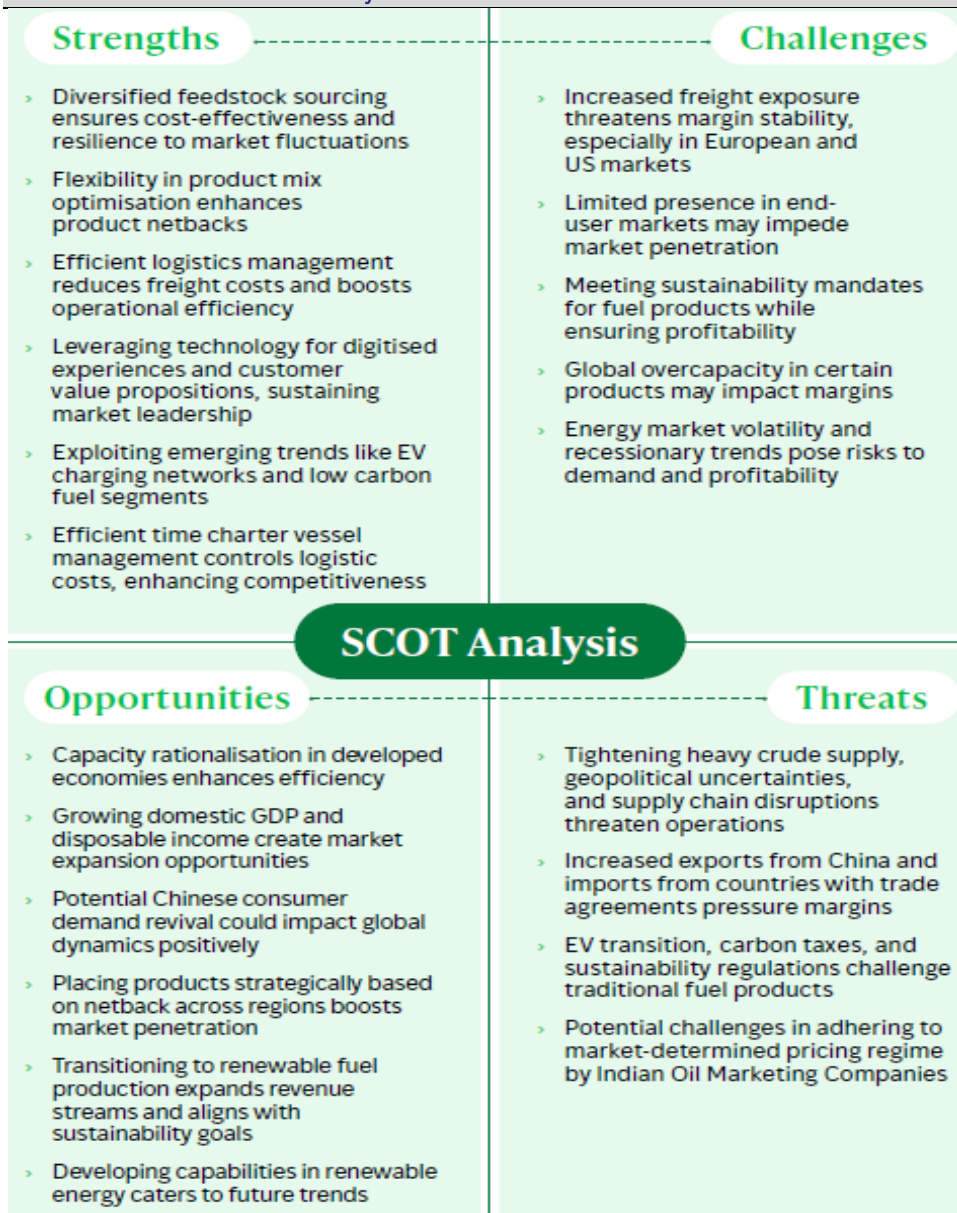 Strengths
› Diversified feedstock sourcing
ensures cost-effectiveness and
resilience to market fluctuations
› Flexibility in product mix
optimisation enhances
product netbacks
› Efficient logistics management
reduces freight costs and boosts
operational efficiency
› Leveraging technology for digitised
experiences and customer
value propositions, sustaining
market leadership
› Exploiting emerging trends like EV
charging networks and low carbon
fuel segments
› Efficient time charter vessel
management controls logistic
costs, enhancing competitiveness
Challenges
› Increased freight exposure
threatens margin stability,
especially in European and
US markets
› Limited presence in end-
user markets may impede
market penetration
› Meeting sustainability mandates
for fuel products while
ensuring profitability
› Global overcapacity in certain
products may impact margins
› Energy market volatility and
recessionary trends pose risks to
demand and profitability
SCOT Analysis
Opportunities
› Capacity rationalisation in developed
economies enhances efficiency
› Growing domestic GDP and
disposable income create market
expansion opportunities
› Potential Chinese consumer
demand revival could impact global
dynamics positively
› Placing products strategically based
on netback across regions boosts
market penetration
› Transitioning to renewable fuel
production expands revenue
streams and aligns with
sustainability goals
› Developing capabilities in renewable
energy caters to future trends
Threats
› Tightening heavy crude supply,
geopolitical uncertainties,
and supply chain disruptions
threaten operations
› Increased exports from China and
imports from countries with trade
agreements pressure margins
› EV transition, carbon taxes, and
sustainability regulations challenge
traditional fuel products
› Potential challenges in adhering to
market-determined pricing regime
by Indian Oil Marketing Companies